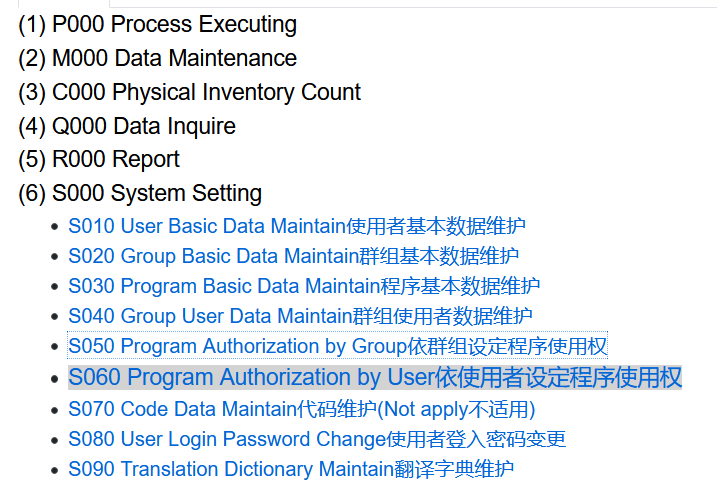 (1) P000 Process Executing
(2) M000 Data Maintenance
(3) C000 Physical Inventory Count
(4) Q000 Data Inquire
(5) R000 Report
(6) S000 System Setting
• S010 User Basic Data Maintain使用者基本数据维护
• S020 Group Basic Data Maintain群组基本数据维护
• S030 Program Basic Data Maintain程序基本数据维护
• S040 Group User Data Maintain群组使用者数据维护
• S050 Program Authorization by Group依群组设定程序使用权
• S060 Program Authorization by User依使用者设定程序使用权
• S070 Code Data Maintain代码维护(Not apply不适用)
• S080 User Login Password Change使用者登入密码变更
• S090 Translation Dictionary Maintain翻译字典维护